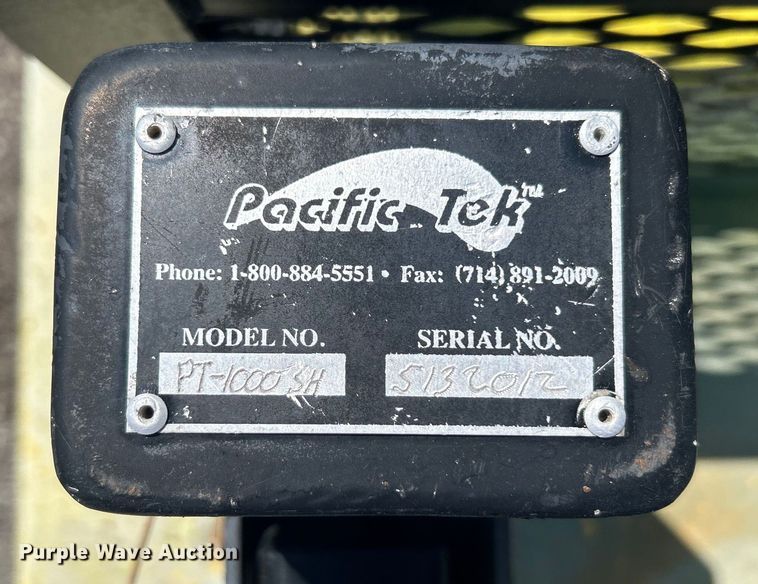 Pacific Tek™
Phone: 1-800-884-5551 • Fax: (714) 891-2009
MODEL NO. SERIAL NO.
PT-1000SH 5132012
Purple Wave Auction